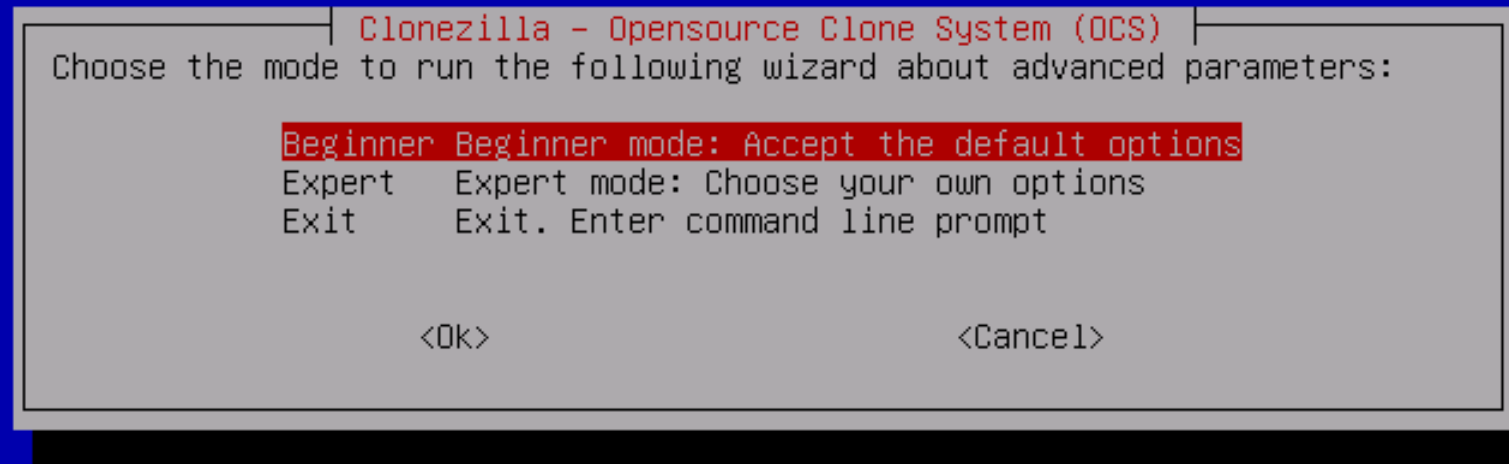 Clonezilla - Opensource Clone System (OCS)
Choose the mode to run the following wizard about advanced parameters:
Beginner Beginner mode: Accept the default options
Expert Expert mode: Choose your own options
Exit Exit. Enter command line prompt
<Ok> <Cancel>